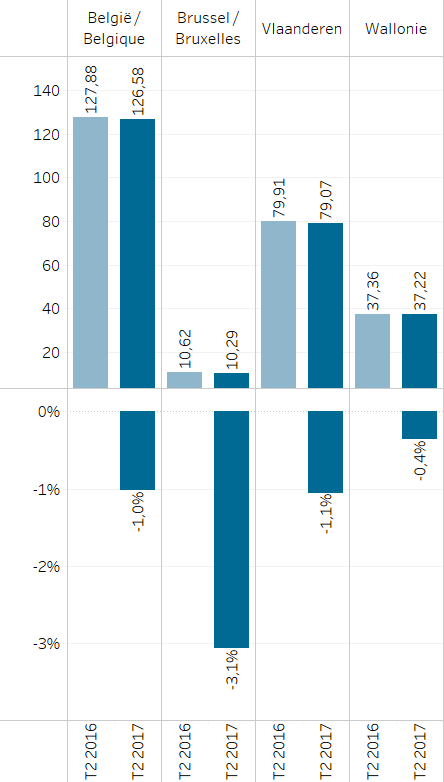 België /
Belgique
Brussel /
Bruxelles
Vlaanderen
Wallonie
140
120
100
80
60
40
20
127,88
126,58
10,62
10,29
79,91
79,07
37,36
37,22
0%
-1%
-2%
-3%
-1,0%
-3,1%
-1,1%
-0,4%
T2 2016
T2 2017
T2 2016
T2 2017
T2 2016
T2 2017
T2 2016
T2 2017